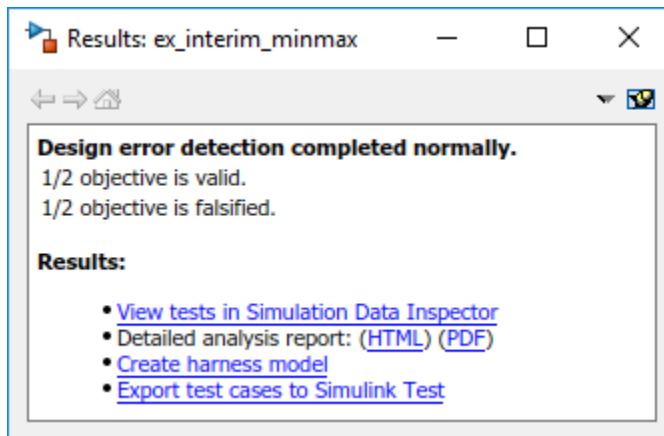 Results: ex_interim_minmax
Design error detection completed normally.
1/2 objective is valid.
1/2 objective is falsified.
Results:
• View tests in Simulation Data Inspector
• Detailed analysis report: (HTML) (PDF)
• Create harness model
• Export test cases to Simulink Test